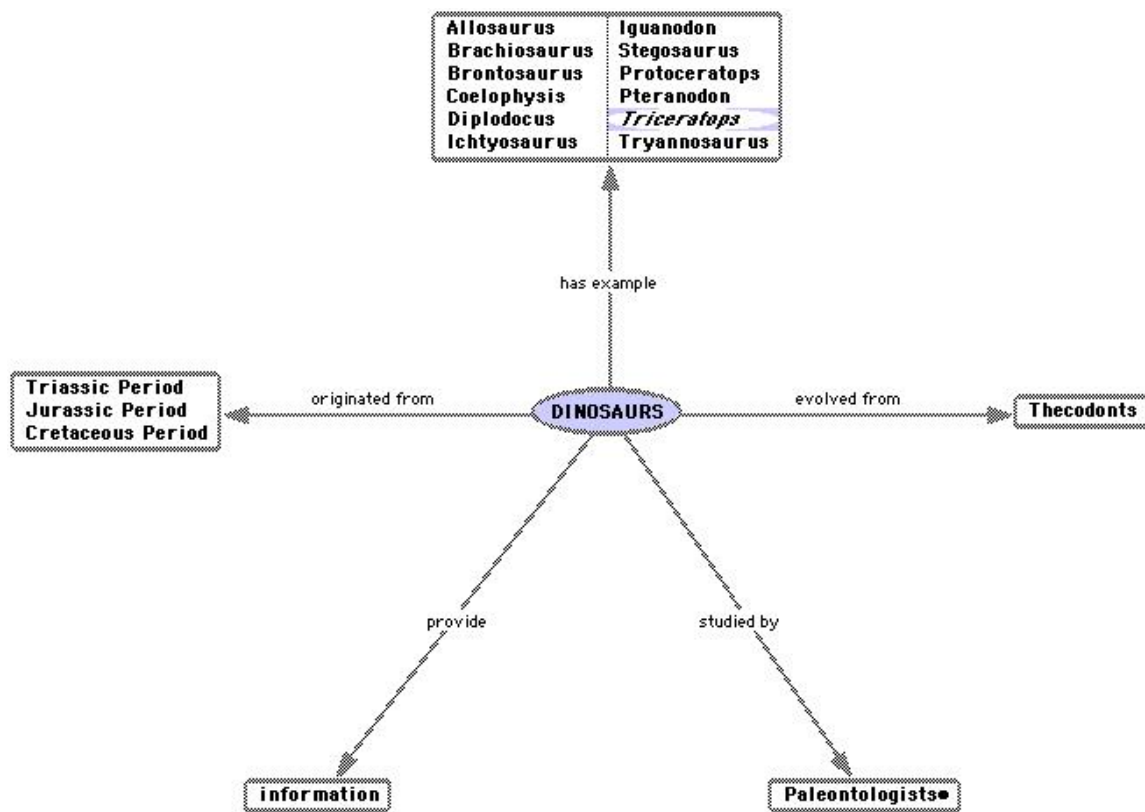 Allosaurus
Brachiosaurus
Brontosaurus
Coelophysis
Diplodocus
Ichtyosaurus
Iguanodon
Stegosaurus
Protoceratops
Pteranodon
Triceratops
Tryannosaurus
has example
Triassic Period
Jurassic Period
Cretaceous Period
originated from
DINOSAURS
evolved from
Thecodonts
provide
studied by
information
Paleontologists●